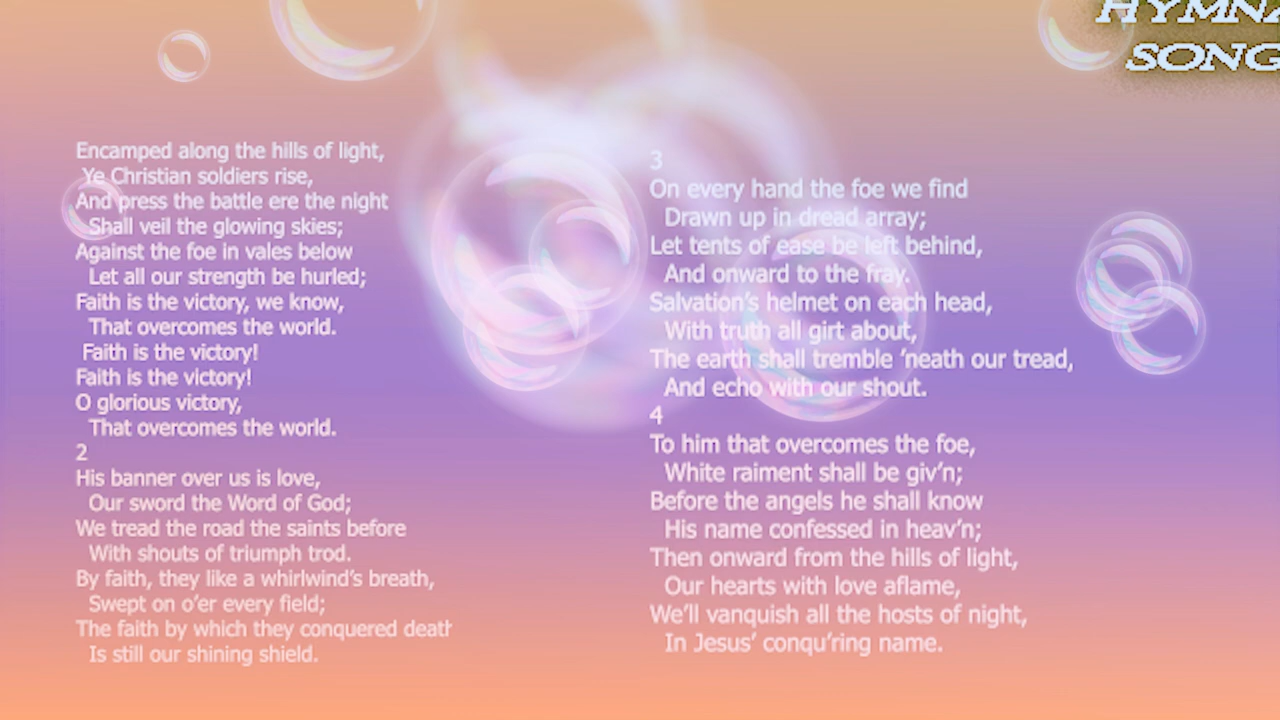 SONG
Encamped along the hills of light,
Ye Christian soldiers rise,
And press the battle ere the night
Shall veil the glowing skies;
Against the foe in vales below
Let all our strength be hurled;
Faith is the victory, we know,
That overcomes the world.
Faith is the victory!
Faith is the victory!
O glorious victory,
That overcomes the world.
2
His banner over us is love,
Our sword the Word of God;
We tread the road the saints before
With shouts of triumph trod.
By faith, they like a whirlwind’s breath,
Swept on o’er every field;
The faith by which they conquered death
Is still our shining shield.
3
On every hand the foe we find
Drawn up in dread array;
Let tents of ease be left behind,
And onward to the fray.
Salvation’s helmet on each head,
With truth all girt about,
The earth shall tremble ’neath our tread,
And echo with our shout.
4
To him that overcomes the foe,
White raiment shall be giv’n;
Before the angels he shall know
His name confessed in heav’n;
Then onward from the hills of light,
Our hearts with love aflame,
We’ll vanquish all the hosts of night,
In Jesus’ conqu’ring name.